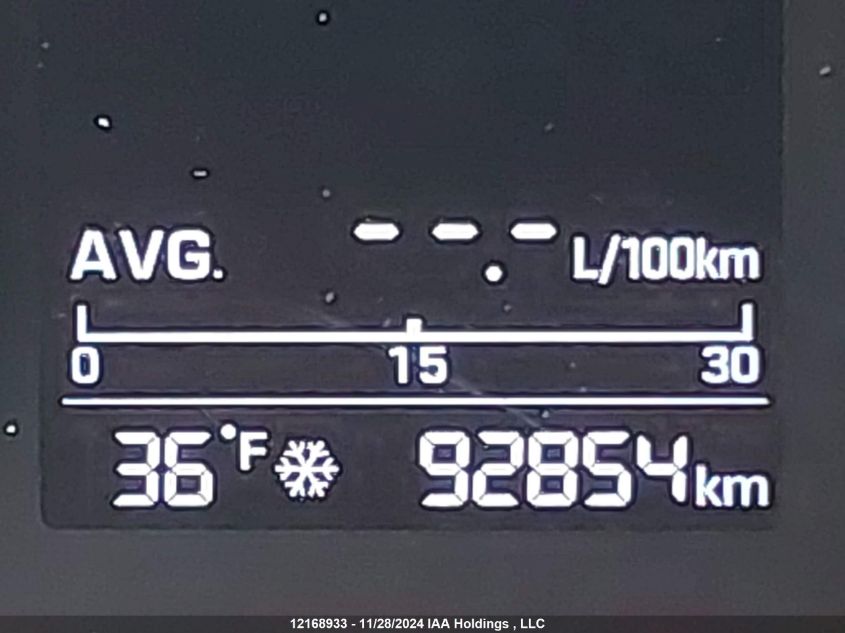 AVG. --.- L/100km
0 15 30
36°F 92854 km
12168933 - 11/28/2024 IAA Holdings , LLC